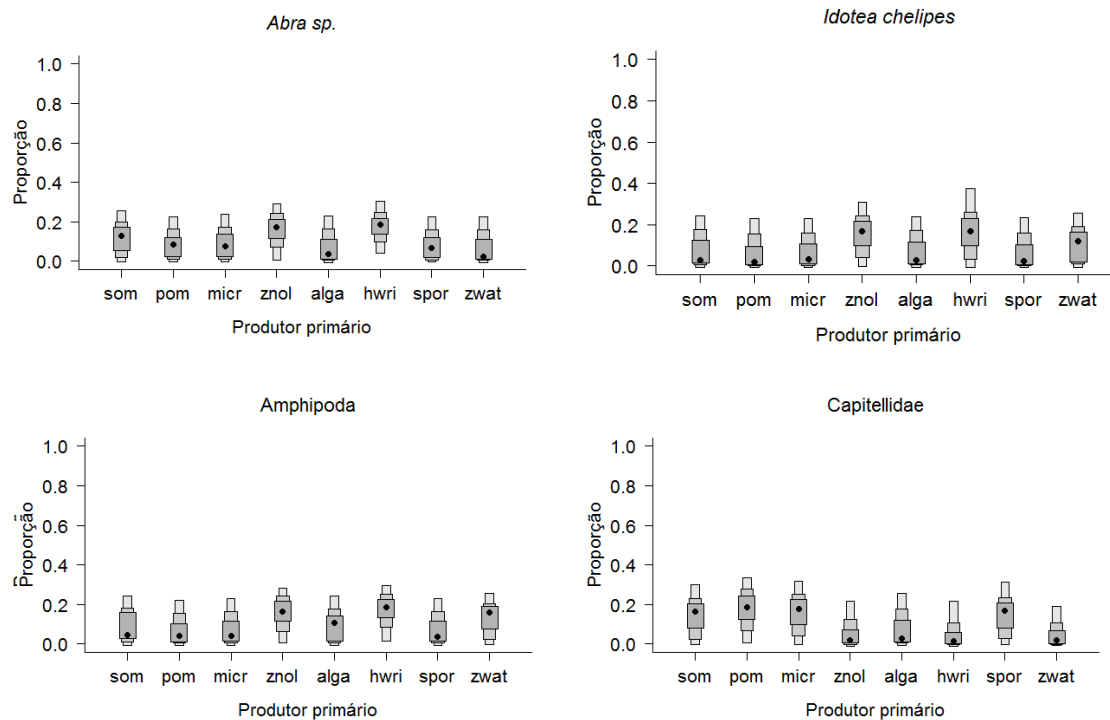 Abra sp.
Proporção
1.0
0.8
0.6
0.4
0.2
0.0
som pom micr znol alga hwri spor zwat
Produtor primário
Idotea chelipes
Proporção
1.0
0.8
0.6
0.4
0.2
0.0
som pom micr znol alga hwri spor zwat
Produtor primário
Amphipoda
Proporção
1.0
0.8
0.6
0.4
0.2
0.0
som pom micr znol alga hwri spor zwat
Produtor primário
Capitellidae
Proporção
1.0
0.8
0.6
0.4
0.2
0.0
som pom micr znol alga hwri spor zwat
Produtor primário